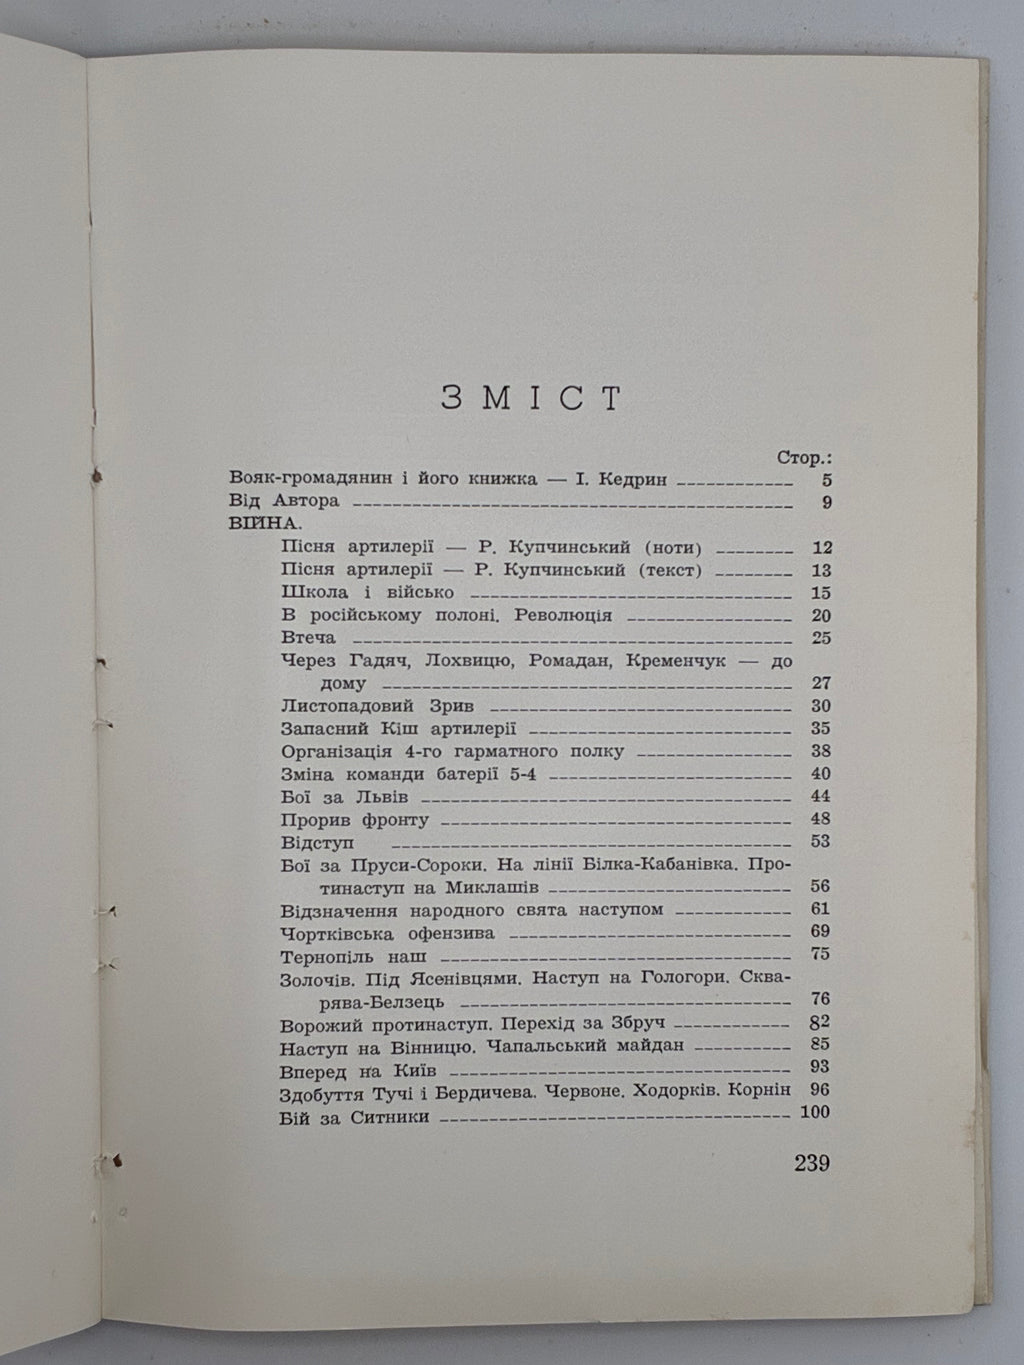 ЗМІСТ
Стор.:
Вояк-громадянин і його книжка — І. Кедрин 5
Від Автора 9
ВІЙНА.
Пісня артилерії — Р. Купчинський (ноти) 12
Пісня артилерії — Р. Купчинський (текст) 13
Школа і військо 15
В російському полоні. Революція 20
Втеча 25
Через Гадяч, Лохвицю, Ромадан, Кременчук — до
дому 27
Листопадовий Зрив 30
Запасний Кіш артилерії 35
Організація 4-го гарматного полку 38
Зміна команди батерії 5-4 40
Бої за Львів 44
Прорив фронту 48
Відступ 53
Бої за Пруси-Сороки. На лінії Білка-Кабанівка. Про-
тинаступ на Миклашів 56
Відзначення народного свята наступом 61
Чортківська офензива 69
Тернопіль наш 75
Золочів. Під Ясенівцями. Наступ на Гологори. Сква-
рява-Белзець 76
Ворожий протинаступ. Перехід за Збруч 82
Наступ на Вінницю. Чапальський майдан 85
Вперед на Київ 93
Здобуття Тучі і Бердичева. Червоне. Ходорків. Корнін 96
Бій за Ситники 100
239